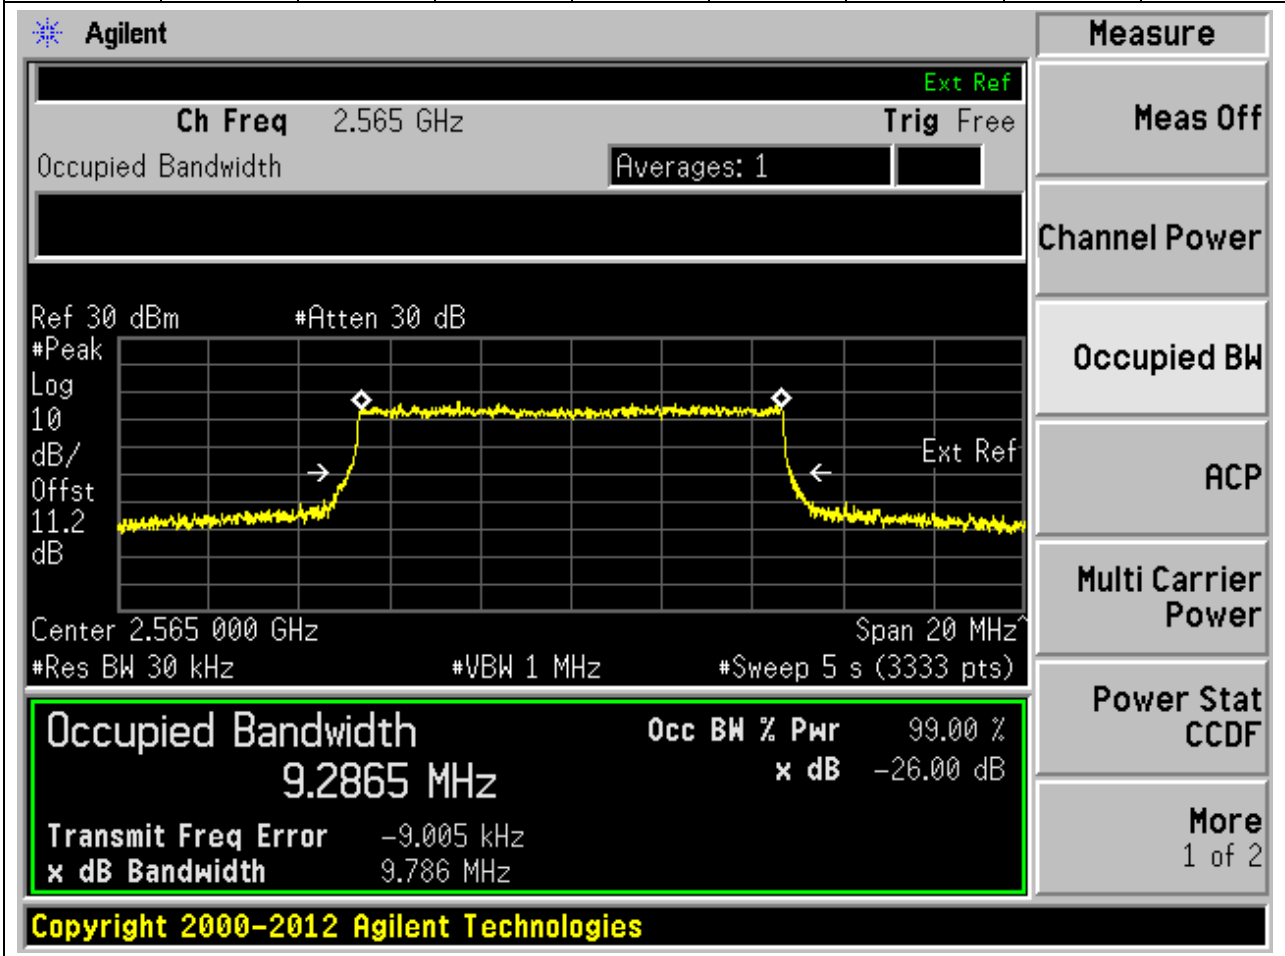 Agilent
Measure
Ext Ref
Ch Freq 2.565 GHz Trig Free
Meas Off
Occupied Bandwidth Averages: 1
Channel Power
Ref 30 dBm #Atten 30 dB
#Peak
Log
10
dB/
Offst
11.2
dB
Ext Ref
Occupied BW
ACP
Center 2.565 000 GHz Span 20 MHz^
#Res BW 30 kHz #VBW 1 MHz #Sweep 5 s (3333 pts)
Multi Carrier
Power
Occupied Bandwidth Occ BW % Pwr 99.00 %
9.2865 MHz x dB -26.00 dB
Transmit Freq Error -9.005 kHz
x dB Bandwidth 9.786 MHz
Power Stat
CCDF
More
1 of 2
Copyright 2000-2012 Agilent Technologies